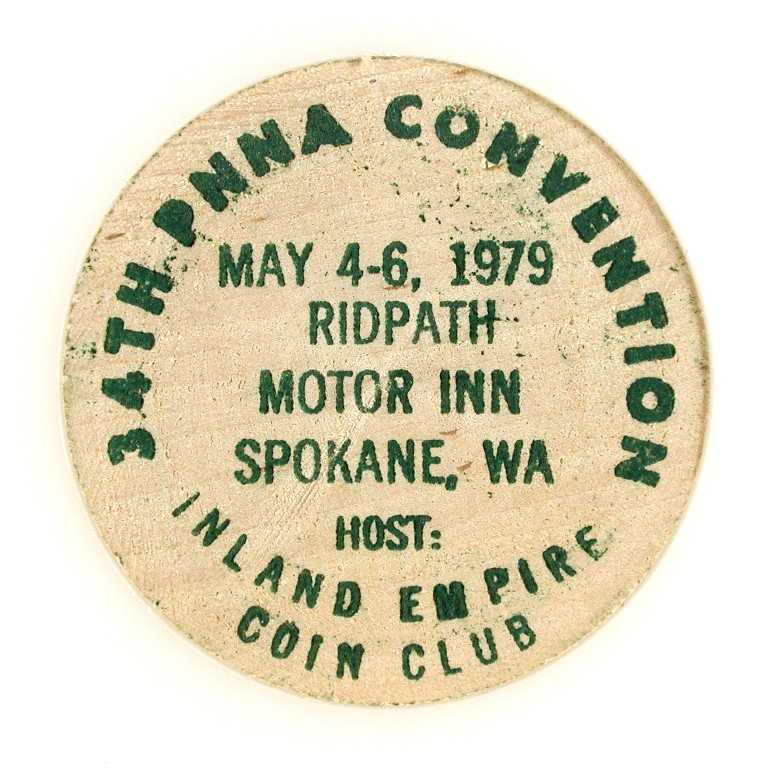 34TH PNNA CONVENTION
MAY 4-6, 1979
RIDPATH
MOTOR INN
SPOKANE, WA
HOST:
INLAND EMPIRE
COIN CLUB